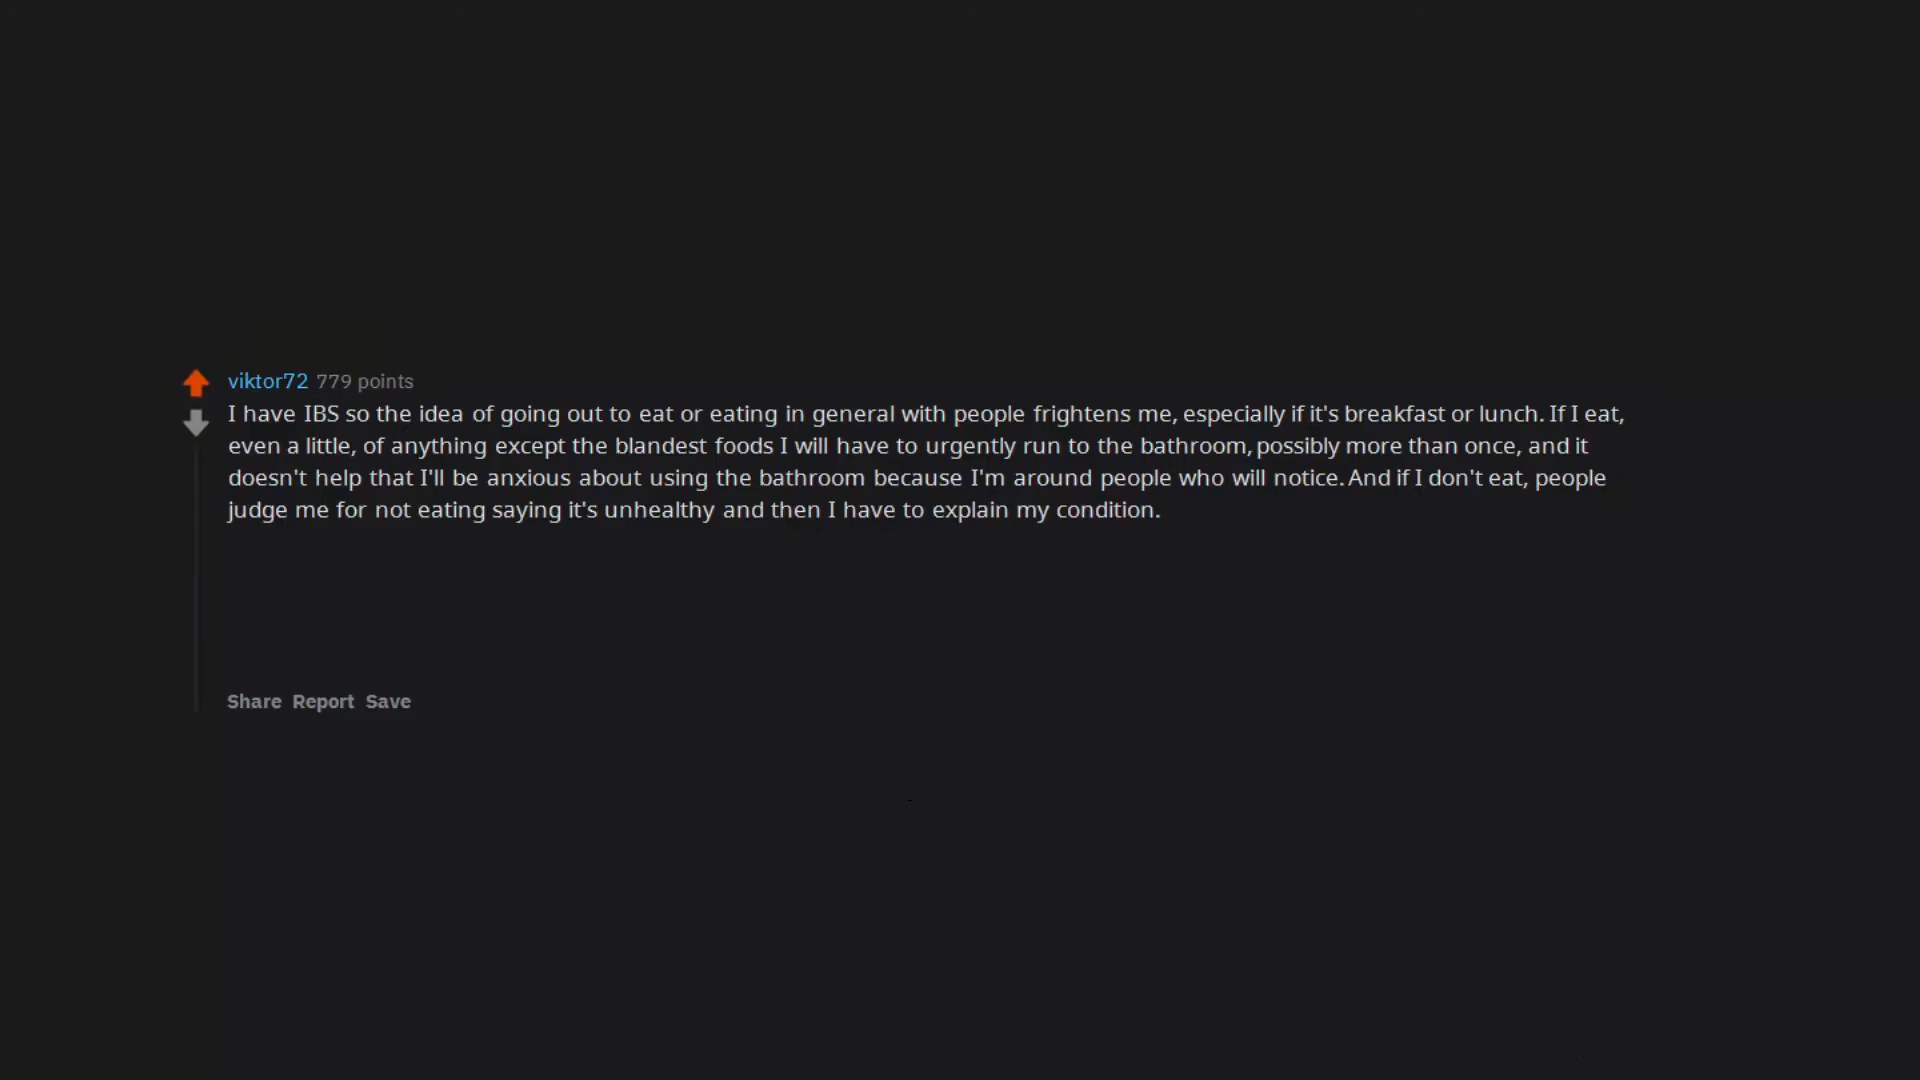 viktor72 779 points
I have IBS so the idea of going out to eat or eating in general with people frightens me, especially if it's breakfast or lunch. If I eat,
even a little, of anything except the blandest foods I will have to urgently run to the bathroom, possibly more than once, and it
doesn't help that I'll be anxious about using the bathroom because I'm around people who will notice. And if I don't eat, people
judge me for not eating saying it's unhealthy and then I have to explain my condition.
Share Report Save